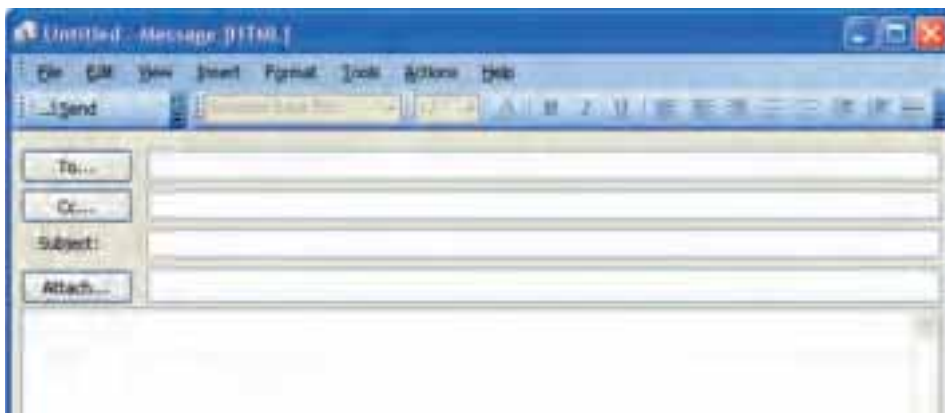 Untitled - Message (HTML)
File Edit View Insert Format Tools Actions Help
Send A B I U
To...
Cc...
Subject:
Attach...